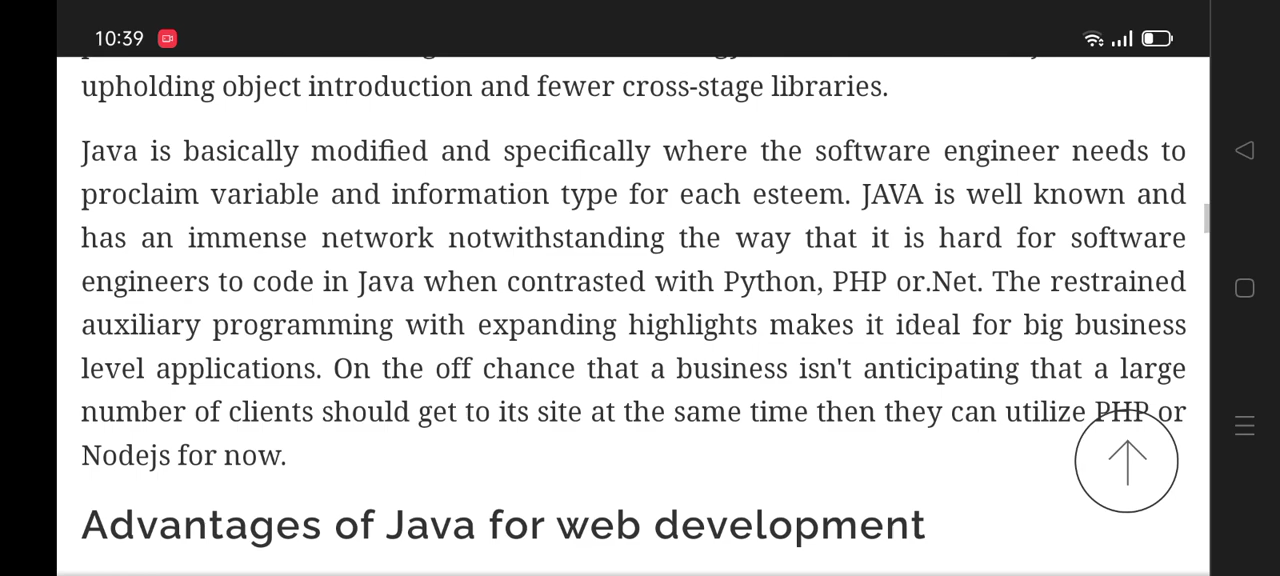 10:39
upholding object introduction and fewer cross-stage libraries.
Java is basically modified and specifically where the software engineer needs to
proclaim variable and information type for each esteem. JAVA is well known and
has an immense network notwithstanding the way that it is hard for software
engineers to code in Java when contrasted with Python, PHP or.Net. The restrained
auxiliary programming with expanding highlights makes it ideal for big business
level applications. On the off chance that a business isn't anticipating that a large
number of clients should get to its site at the same time then they can utilize PHP or
Nodejs for now.
Advantages of Java for web development